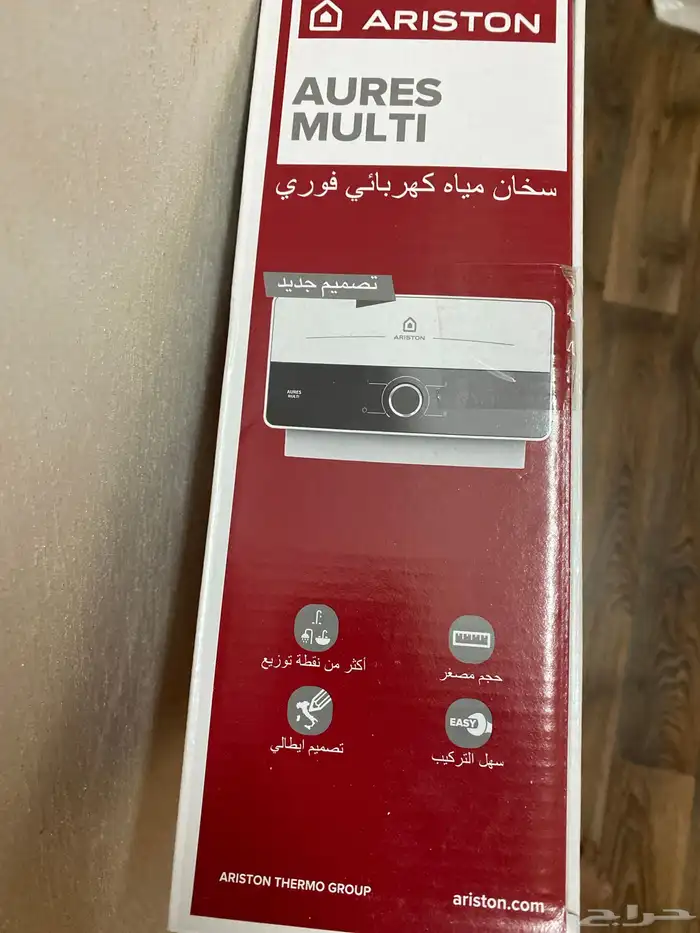 ARISTON
AURES
MULTI
سخان مياه كهربائي فوري
تصميم جديد
ARISTON
AURES
MULTI
أكثر من نقطة توزيع
حجم مصغر
EASY
تصميم ايطالي
سهل التركيب
ARISTON THERMO GROUP
ariston.com
حراج